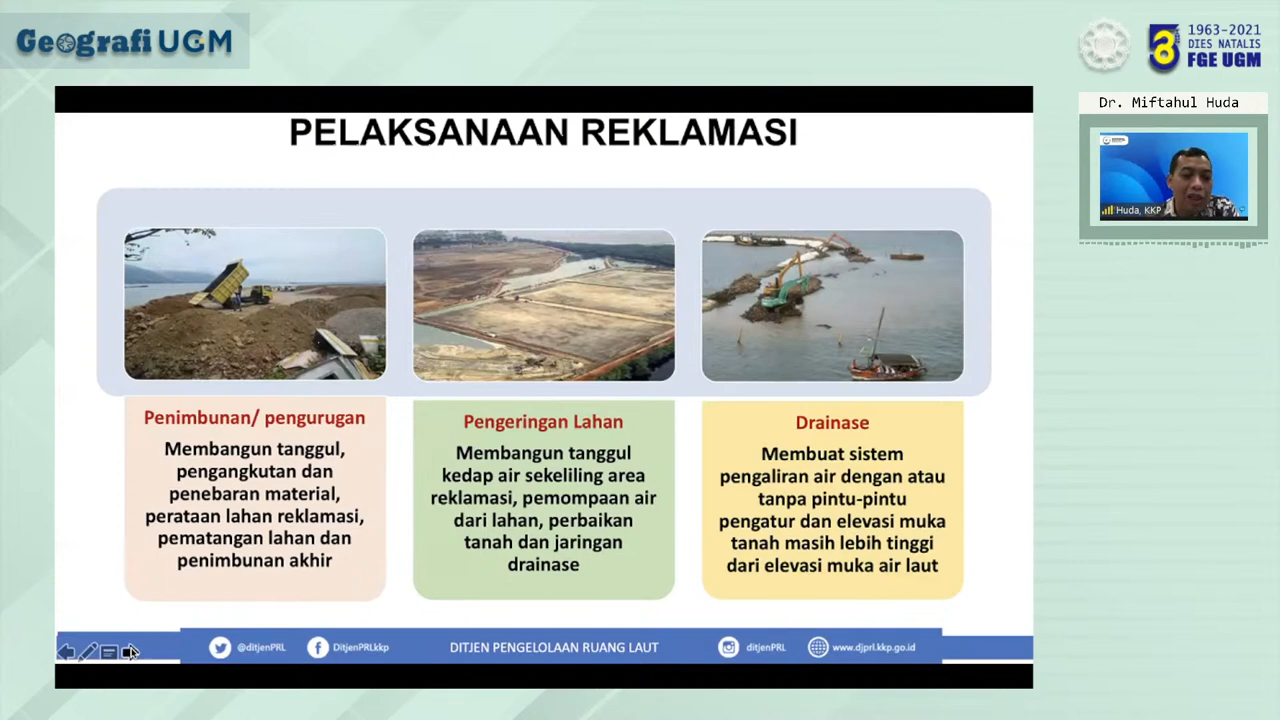 Geografi UGM
1963-2021
DIES NATALIS
FGE UGM
Dr. Miftahul Huda
Huda, KKP
PELAKSANAAN REKLAMASI
Penimbunan/ pengurugan
Membangun tanggul,
pengangkutan dan
penebaran material,
perataan lahan reklamasi,
pematangan lahan dan
penimbunan akhir
Pengeringan Lahan
Membangun tanggul
kedap air sekeliling area
reklamasi, pemompaan air
dari lahan, perbaikan
tanah dan jaringan
drainase
Drainase
Membuat sistem
pengaliran air dengan atau
tanpa pintu-pintu
pengatur dan elevasi muka
tanah masih lebih tinggi
dari elevasi muka air laut
@ditjenPRL
DitjenPRLkkp
DITJEN PENGELOLAAN RUANG LAUT
ditjenPRL
www.djprl.kkp.go.id